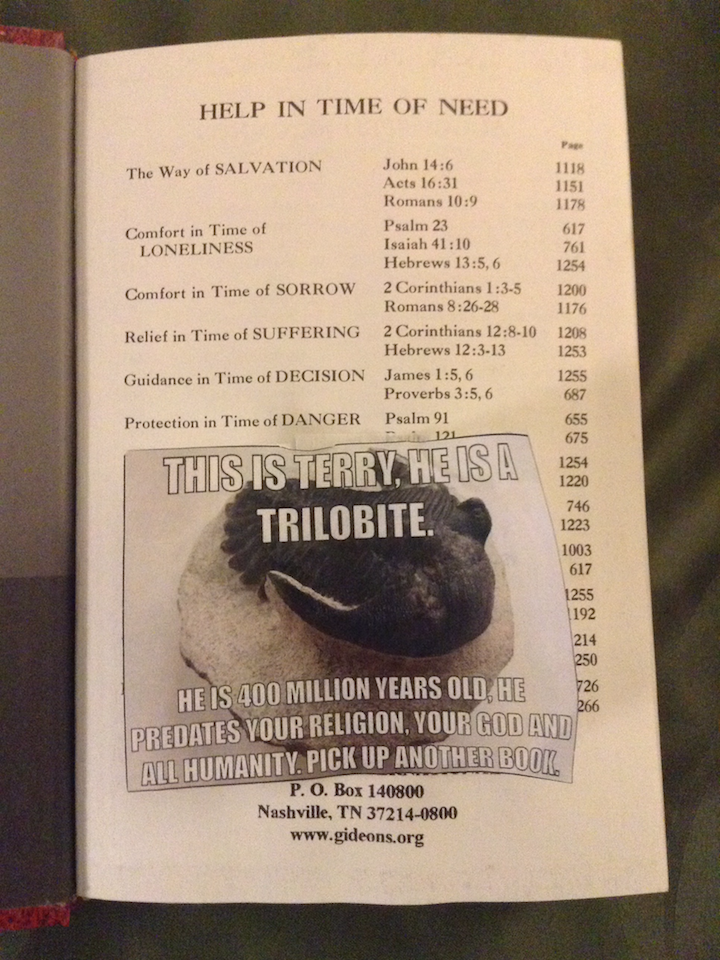 HELP IN TIME OF NEED
Page
The Way of SALVATION John 14:6 1118
Acts 16:31 1151
Romans 10:9 1178
Comfort in Time of Psalm 23 617
LONELINESS Isaiah 41:10 761
Hebrews 13:5, 6 1254
Comfort in Time of SORROW 2 Corinthians 1:3-5 1200
Romans 8:26-28 1176
Relief in Time of SUFFERING 2 Corinthians 12:8-10 1208
Hebrews 12:3-13 1253
Guidance in Time of DECISION James 1:5, 6 1255
Proverbs 3:5, 6 687
Protection in Time of DANGER Psalm 91 655
121 675
1254
1220
746
1223
1003
617
1255
1192
214
250
726
266
THIS IS TERRY, HE IS A
TRILOBITE.
HE IS 400 MILLION YEARS OLD, HE
PREDATES YOUR RELIGION, YOUR GOD AND
ALL HUMANITY. PICK UP ANOTHER BOOK.
P. O. Box 140800
Nashville, TN 37214-0800
www.gideons.org